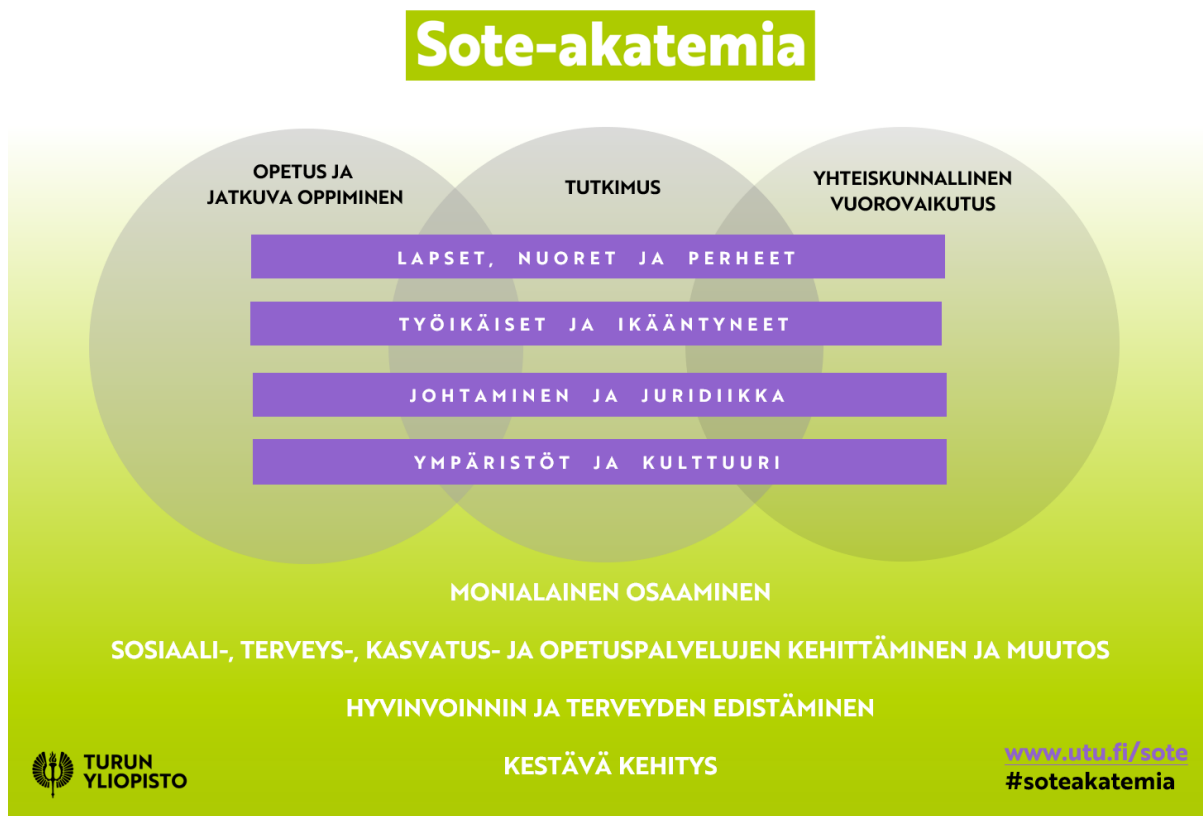 Sote-akatemia
OPETUS JA
JATKUVA OPPIMINEN
TUTKIMUS
YHTEISKUNNALLINEN
VUOROVAIKUTUS
LAPSET, NUORET JA PERHEET
TYÖIKÄISET JA IKÄÄNTYNEET
JOHTAMINEN JA JURIDIIKKA
YMPÄRISTÖT JA KULTTUURI
MONIALAINEN OSAAMINEN
SOSIAALI-, TERVEYS-, KASVATUS- JA OPETUSPALVELUJEN KEHITTÄMINEN JA MUUTOS
HYVINVOINNIN JA TERVEYDEN EDISTÄMINEN
KESTÄVÄ KEHITYS
TURUN
YLIOPISTO
www.utu.fi/sote
#soteakatemia